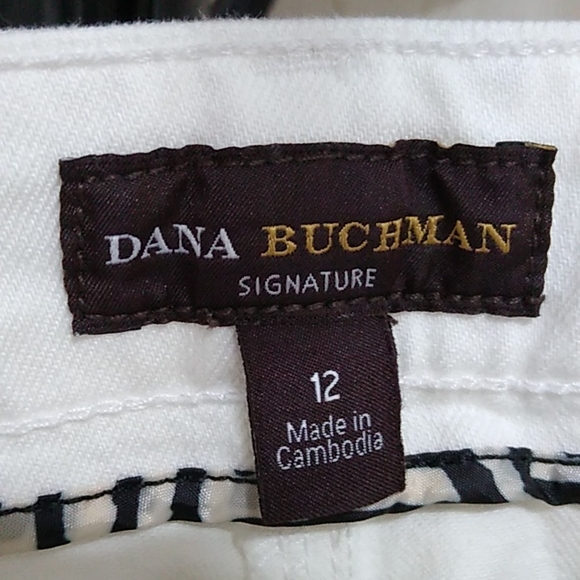 DANA BUCHMAN
SIGNATURE
12
Made in
Cambodia